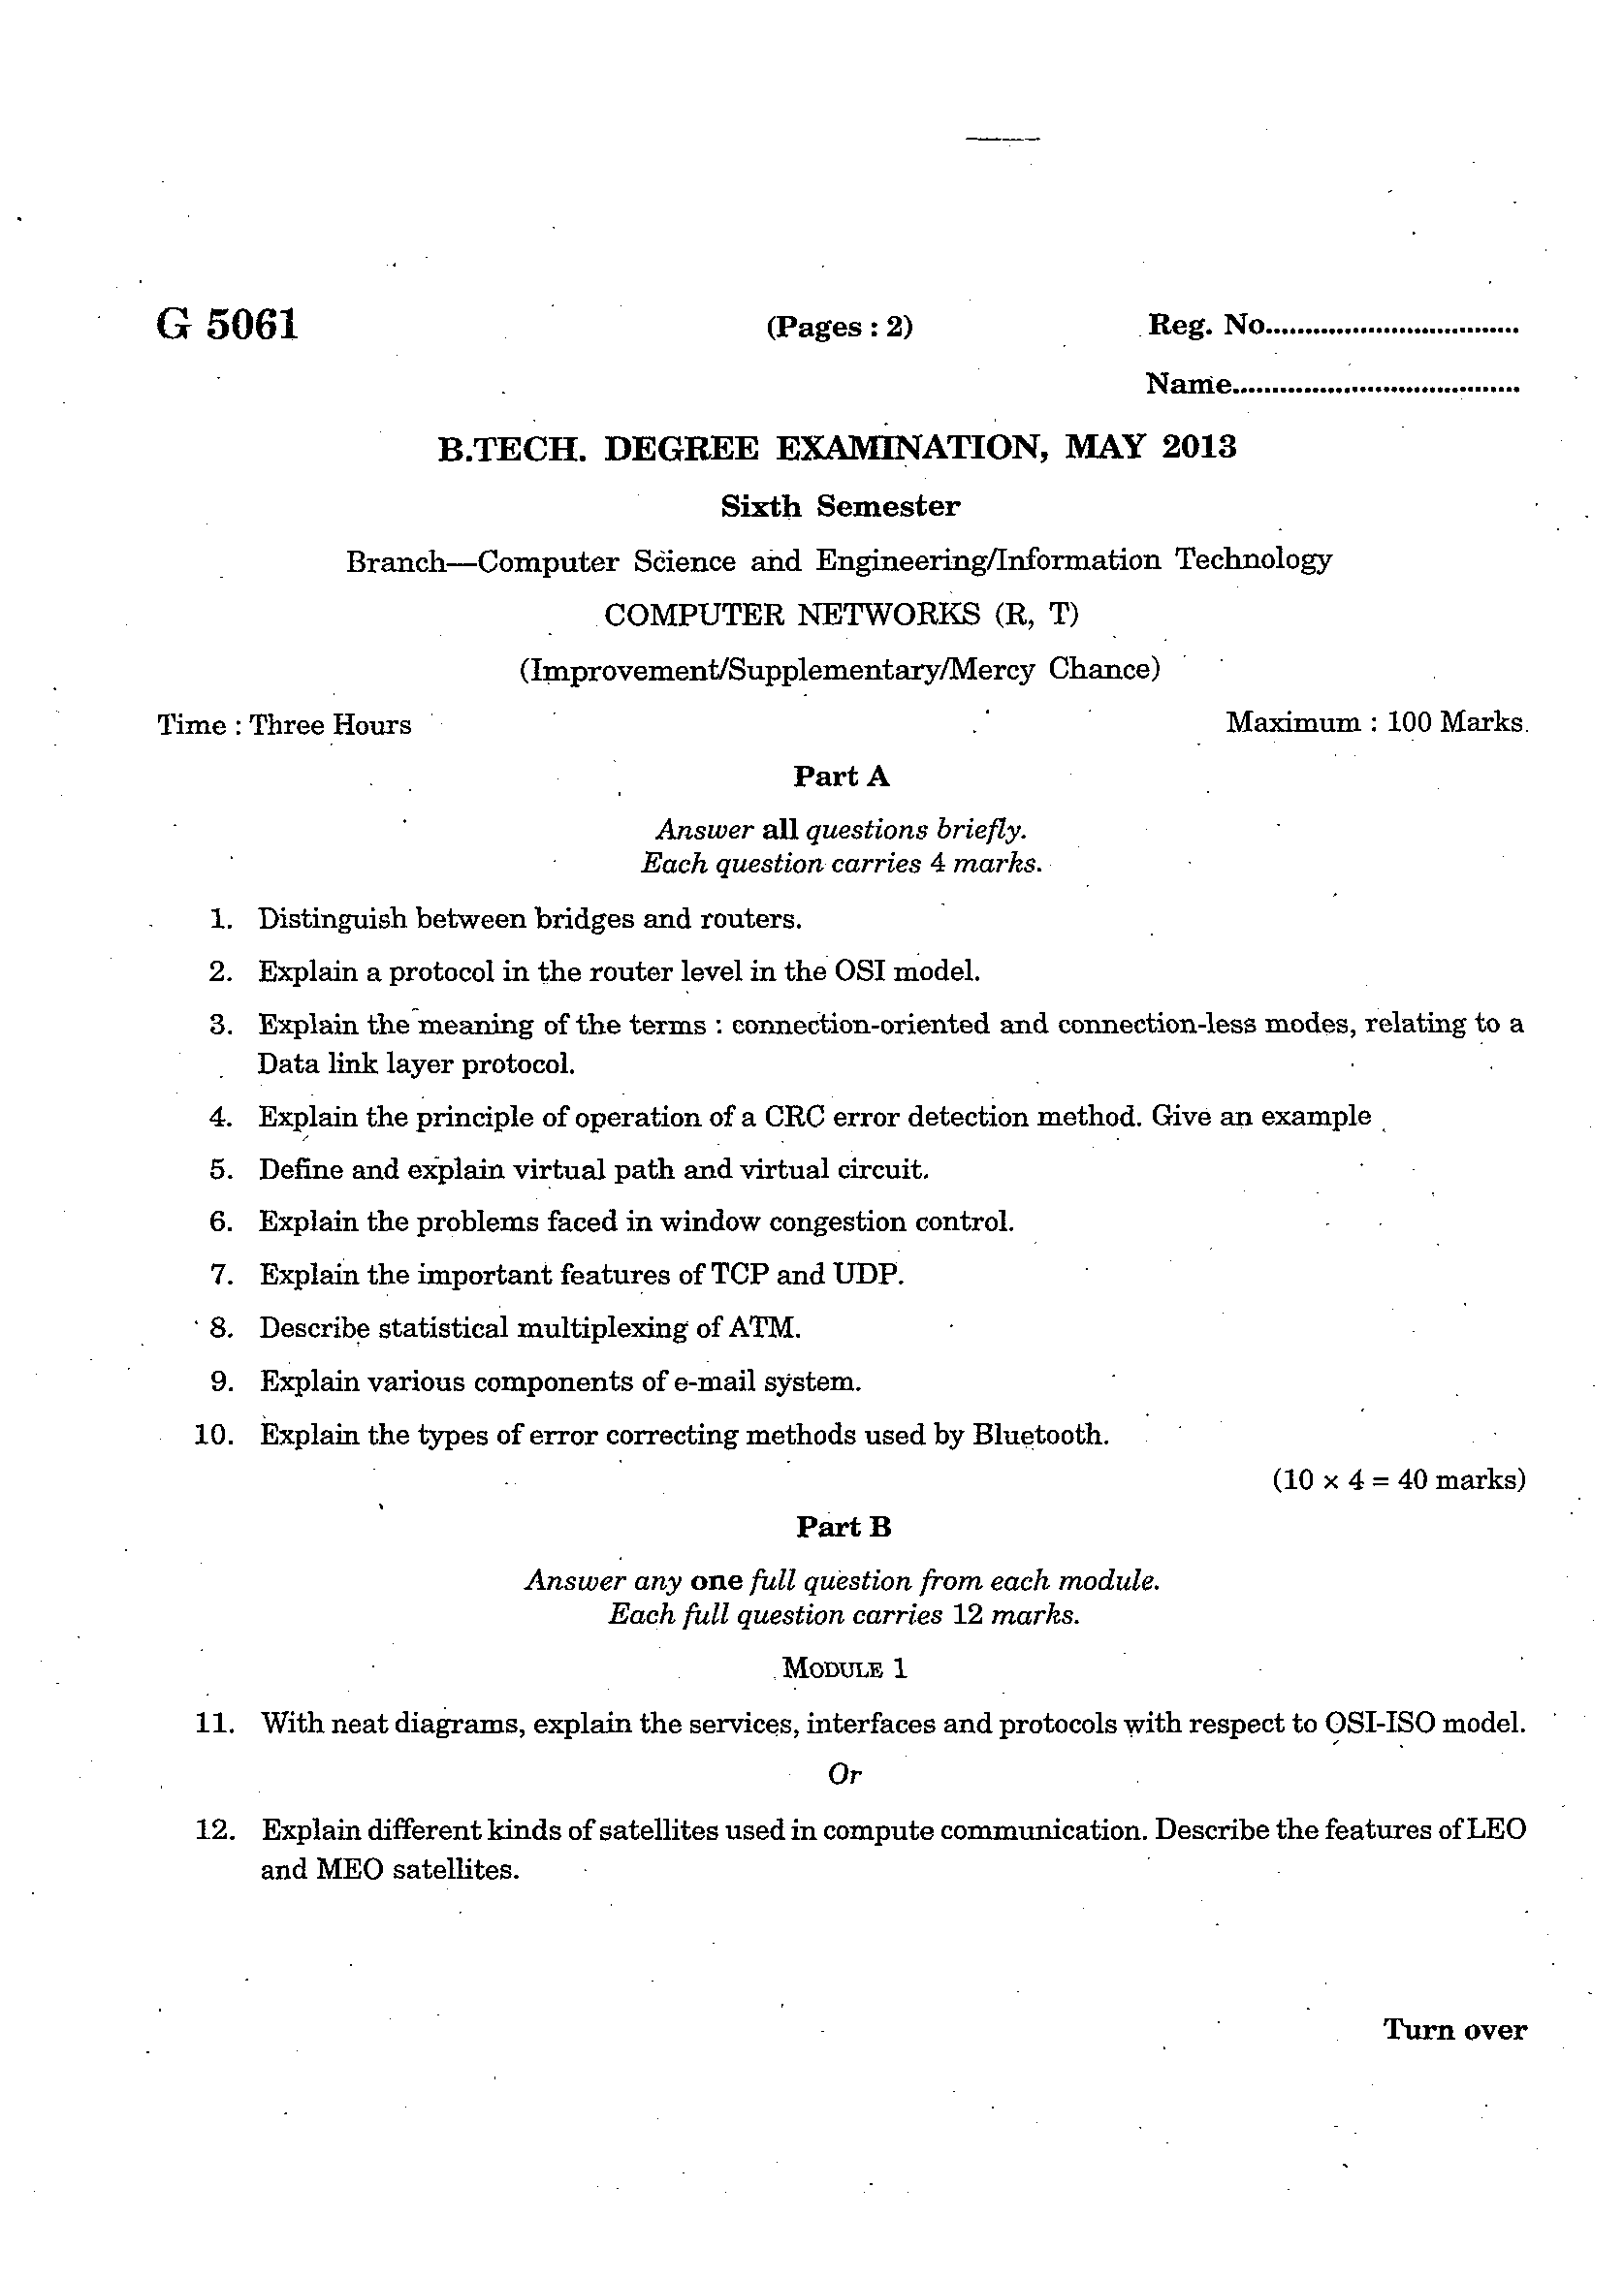 G 5061
(Pages : 2)
Reg. No................................
Name....................................
B.TECH. DEGREE EXAMINATION, MAY 2013
Sixth Semester
Branch—Computer Science and Engineering/Information Technology
COMPUTER NETWORKS (R, T)
(Improvement/Supplementary/Mercy Chance)
Time : Three Hours
Maximum : 100 Marks
Part A
Answer all questions briefly.
Each question carries 4 marks.
1. Distinguish between bridges and routers.
2. Explain a protocol in the router level in the OSI model.
3. Explain the meaning of the terms : connection-oriented and connection-less modes, relating to a
Data link layer protocol.
4. Explain the principle of operation of a CRC error detection method. Give an example
5. Define and explain virtual path and virtual circuit.
6. Explain the problems faced in window congestion control.
7. Explain the important features of TCP and UDP.
8. Describe statistical multiplexing of ATM.
9. Explain various components of e-mail system.
10. Explain the types of error correcting methods used by Bluetooth.
(10 × 4 = 40 marks)
Part B
Answer any one full question from each module.
Each full question carries 12 marks.
MODULE 1
11. With neat diagrams, explain the services, interfaces and protocols with respect to OSI-ISO model.
Or
12. Explain different kinds of satellites used in compute communication. Describe the features of LEO
and MEO satellites.
Turn over